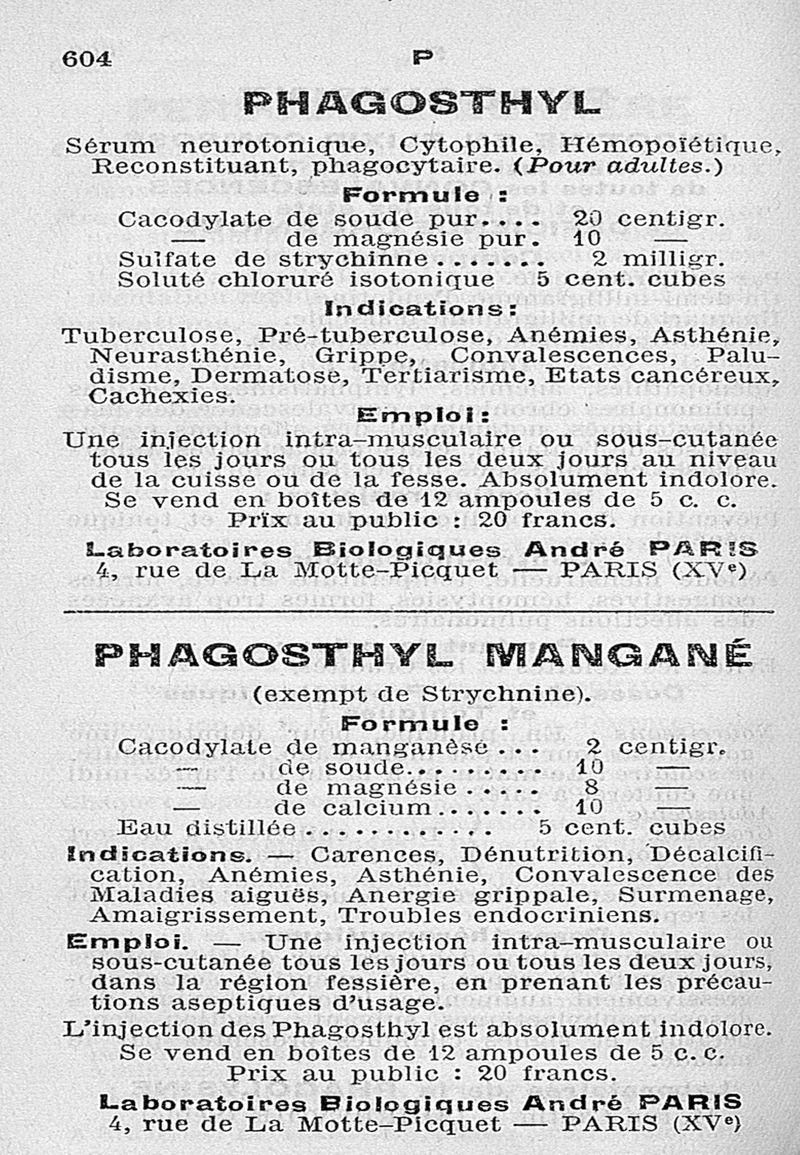 604
P
PHAGOSTHYL
Sérum neurotonique, Cytophile, Hémopoïétique,
Reconstituant, phagocytaire. (Pour adultes.)
Formule :
Cacodylate de soude pur.... 20 centigr.
— de magnésie pur. 10 —
Sulfate de strychinne....... 2 milligr.
Soluté chloruré isotonique 5 cent. cubes
Indications:
Tuberculose, Pré-tuberculose, Anémies, Asthénie,
Neurasthénie, Grippe, Convalescences, Palu-
disme, Dermatose, Tertiarisme, Etats cancéreux,
Cachexies.
Emploi:
Une injection intra-musculaire ou sous-cutanée
tous les jours ou tous les deux jours au niveau
de la cuisse ou de la fesse. Absolument indolore.
Se vend en boîtes de 12 ampoules de 5 c. c.
Prix au public : 20 francs.
Laboratoires Biologiques André PARIS
4, rue de La Motte-Picquet — PARIS (XVe)
PHAGOSTHYL MANGANÉ
(exempt de Strychnine).
Formule :
Cacodylate de manganèse ... 2 centigr.
— de soude......... 10 —
— de magnésie ..... 8 —
— de calcium....... 10 —
Eau distillée ............ 5 cent. cubes
Indications. — Carences, Dénutrition, Décalcifi-
cation, Anémies, Asthénie, Convalescence des
Maladies aiguës, Anergie grippale, Surmenage,
Amaigrissement, Troubles endocriniens.
Emploi. — Une injection intra-musculaire ou
sous-cutanée tous les jours ou tous les deux jours,
dans la région fessière, en prenant les précau-
tions aseptiques d'usage.
L'injection des Phagosthyl est absolument indolore.
Se vend en boîtes de 12 ampoules de 5 c. c.
Prix au public : 20 francs.
Laboratoires Biologiques André PARIS
4, rue de La Motte-Picquet — PARIS (XVe)